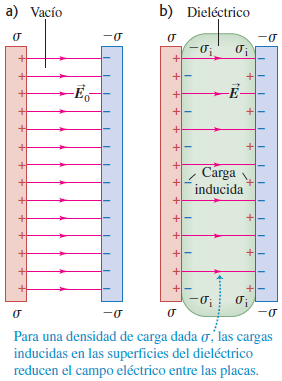 a) Vacío
σ −σ
E⃗₀
σ −σ
b) Dieléctrico
σ −σ
−σᵢ σᵢ
E⃗
Carga
inducida
−σᵢ σᵢ
σ −σ
Para una densidad de carga dada σ, las cargas
inducidas en las superficies del dieléctrico
reducen el campo eléctrico entre las placas.